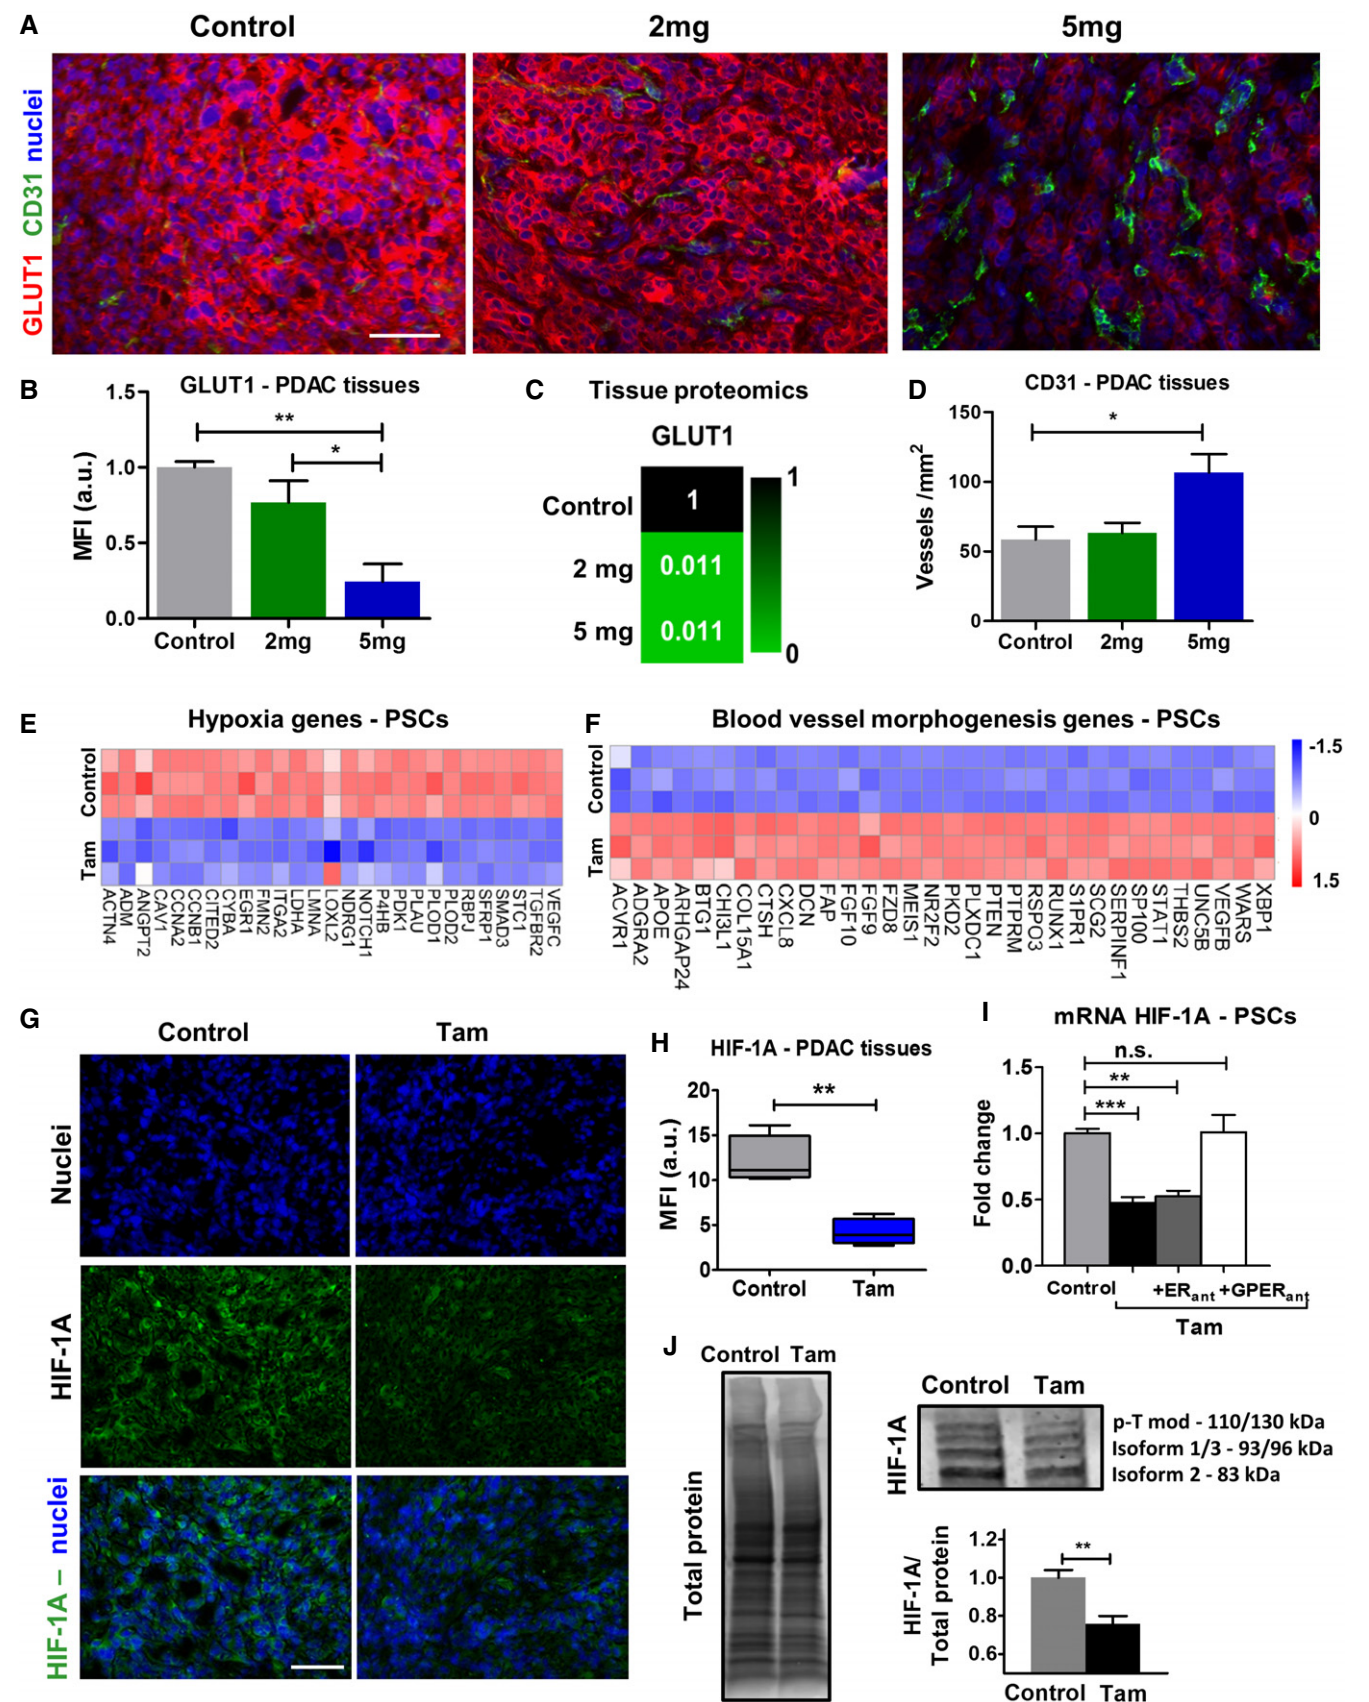 A
Control
2mg
5mg
GLUT1 CD31 nuclei
B
GLUT1 - PDAC tissues
MFI (a.u.)
1.5
1.0
0.5
0.0
**
*
Control
2mg
5mg
C
Tissue proteomics
GLUT1
Control
1
2 mg
0.011
5 mg
0.011
1
0
D
CD31 - PDAC tissues
Vessels /mm2
150
100
50
0
*
Control
2mg
5mg
E
Hypoxia genes - PSCs
Control
Tam
ACTN4
ADM
ANGPT2
CAV1
CCNA2
CCNB1
CITED2
CYBA
EGR1
FMN2
ITGA2
LDHA
LMNA
LOXL2
NDRG1
NOTCH1
P4HB
PDK1
PLAU
PLOD1
PLOD2
RBPJ
SFRP1
SMAD3
STC1
TGFBR2
VEGFC
F
Blood vessel morphogenesis genes - PSCs
Control
Tam
ACVR1
ADGRA2
APOE
ARHGAP24
BTG1
CHI3L1
COL15A1
CTSH
CXCL8
DCN
FAP
FGF10
FGF9
FZD8
MEIS1
NR2F2
PKD2
PLXDC1
PTEN
PTPRM
RSPO3
RUNX1
S1PR1
SCG2
SERPINF1
SP100
STAT1
THBS2
UNC5B
VEGFB
WARS
XBP1
-1.5
0
1.5
G
Control
Tam
Nuclei
HIF-1A
HIF-1A – nuclei
H
HIF-1A - PDAC tissues
MFI (a.u.)
20
15
10
5
0
**
Control
Tam
I
mRNA HIF-1A - PSCs
Fold change
1.5
1.0
0.5
0.0
n.s.
**
***
Control
+ERant
+GPERant
Tam
J
Control Tam
Total protein
Control Tam
HIF-1A
p-T mod - 110/130 kDa
Isoform 1/3 - 93/96 kDa
Isoform 2 - 83 kDa
HIF-1A/
Total protein
1.2
1.0
0.8
0.6
**
Control Tam